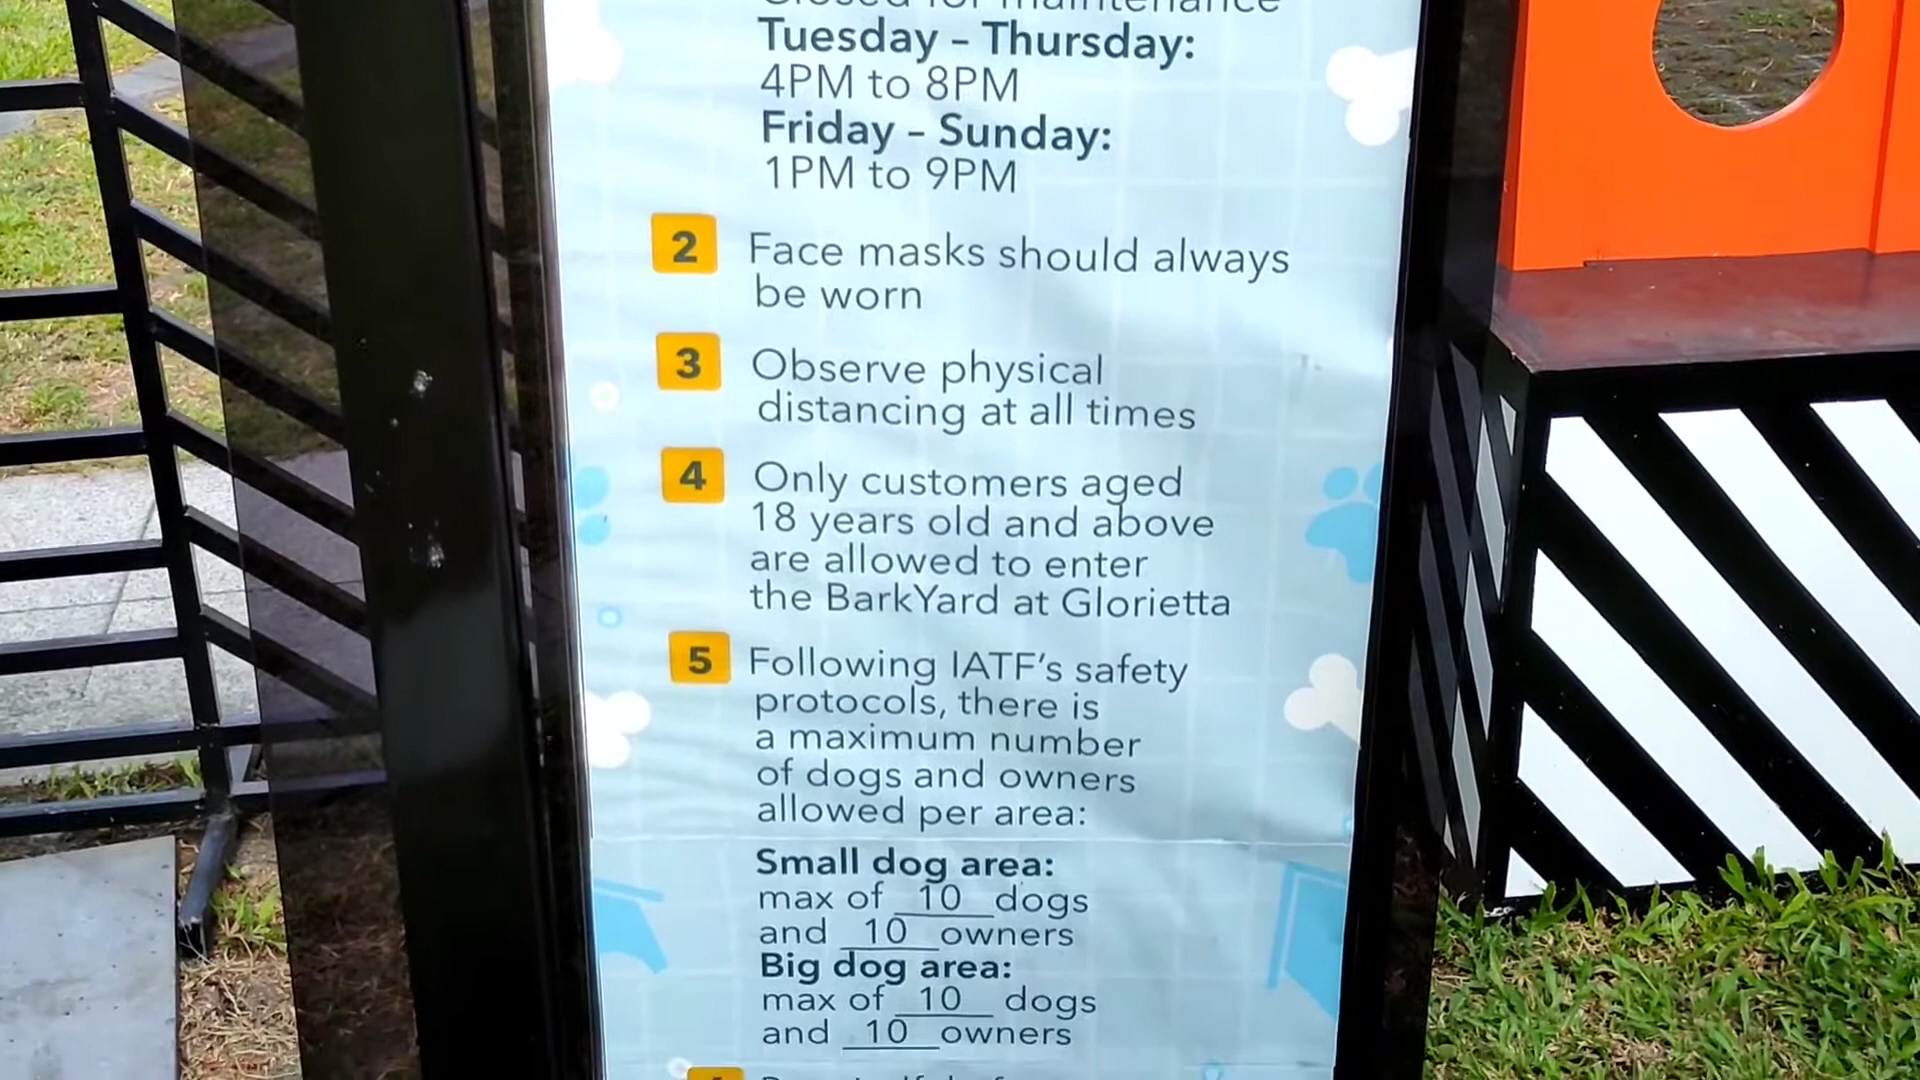 Closed for maintenance
Tuesday – Thursday:
4PM to 8PM
Friday – Sunday:
1PM to 9PM
2 Face masks should always
be worn
3 Observe physical
distancing at all times
4 Only customers aged
18 years old and above
are allowed to enter
the BarkYard at Glorietta
5 Following IATF's safety
protocols, there is
a maximum number
of dogs and owners
allowed per area:
Small dog area:
max of 10 dogs
and 10 owners
Big dog area:
max of 10 dogs
and 10 owners